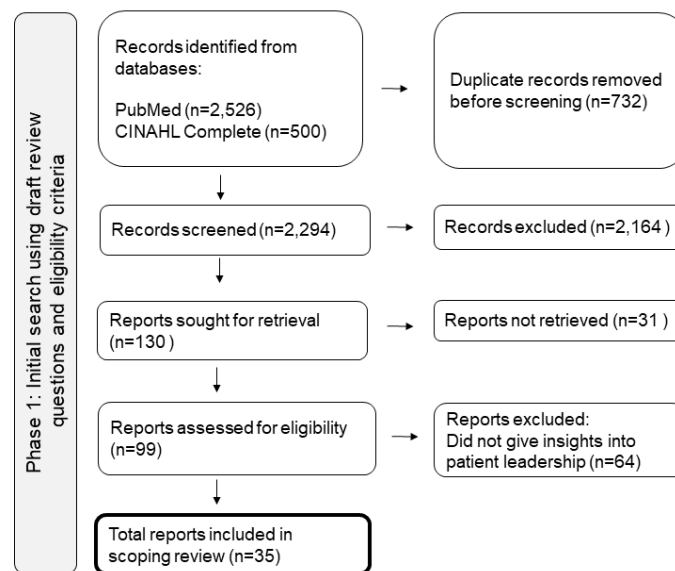 Phase 1: Initial search using draft review
questions and eligibility criteria
Records identified from
databases:
PubMed (n=2,526)
CINAHL Complete (n=500)
Duplicate records removed
before screening (n=732)
Records screened (n=2,294)
Records excluded (n=2,164)
Reports sought for retrieval
(n=130 )
Reports not retrieved (n=31 )
Reports assessed for eligibility
(n=99)
Reports excluded:
Did not give insights into
patient leadership (n=64)
Total reports included in
scoping review (n=35)